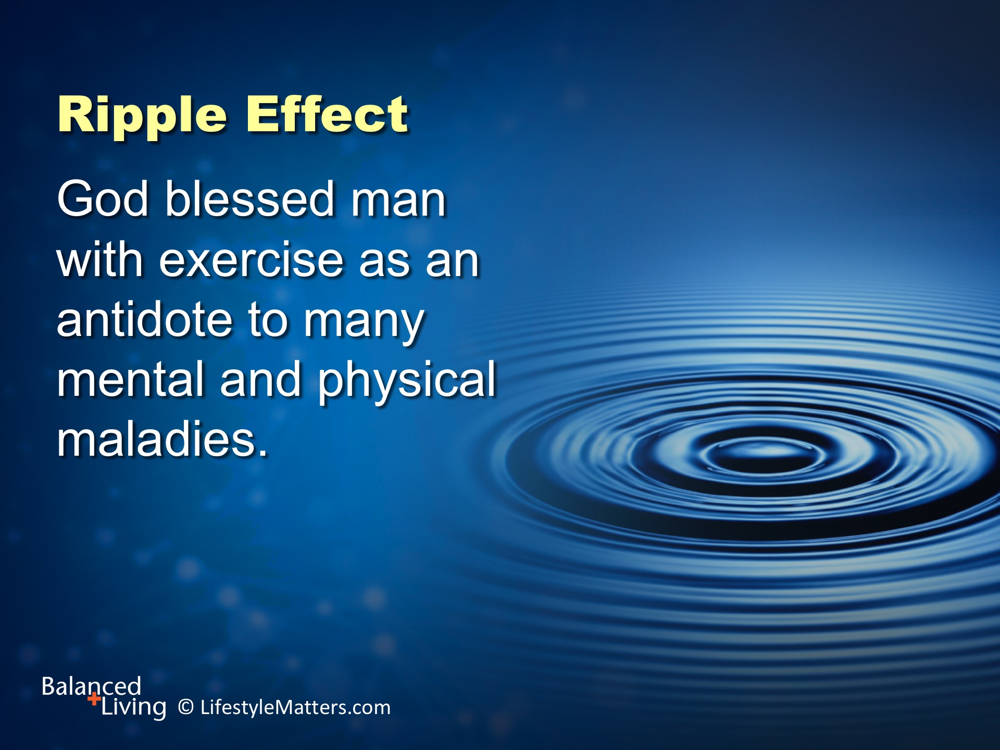 Ripple Effect
God blessed man
with exercise as an
antidote to many
mental and physical
maladies.
Balanced
Living © LifestyleMatters.com